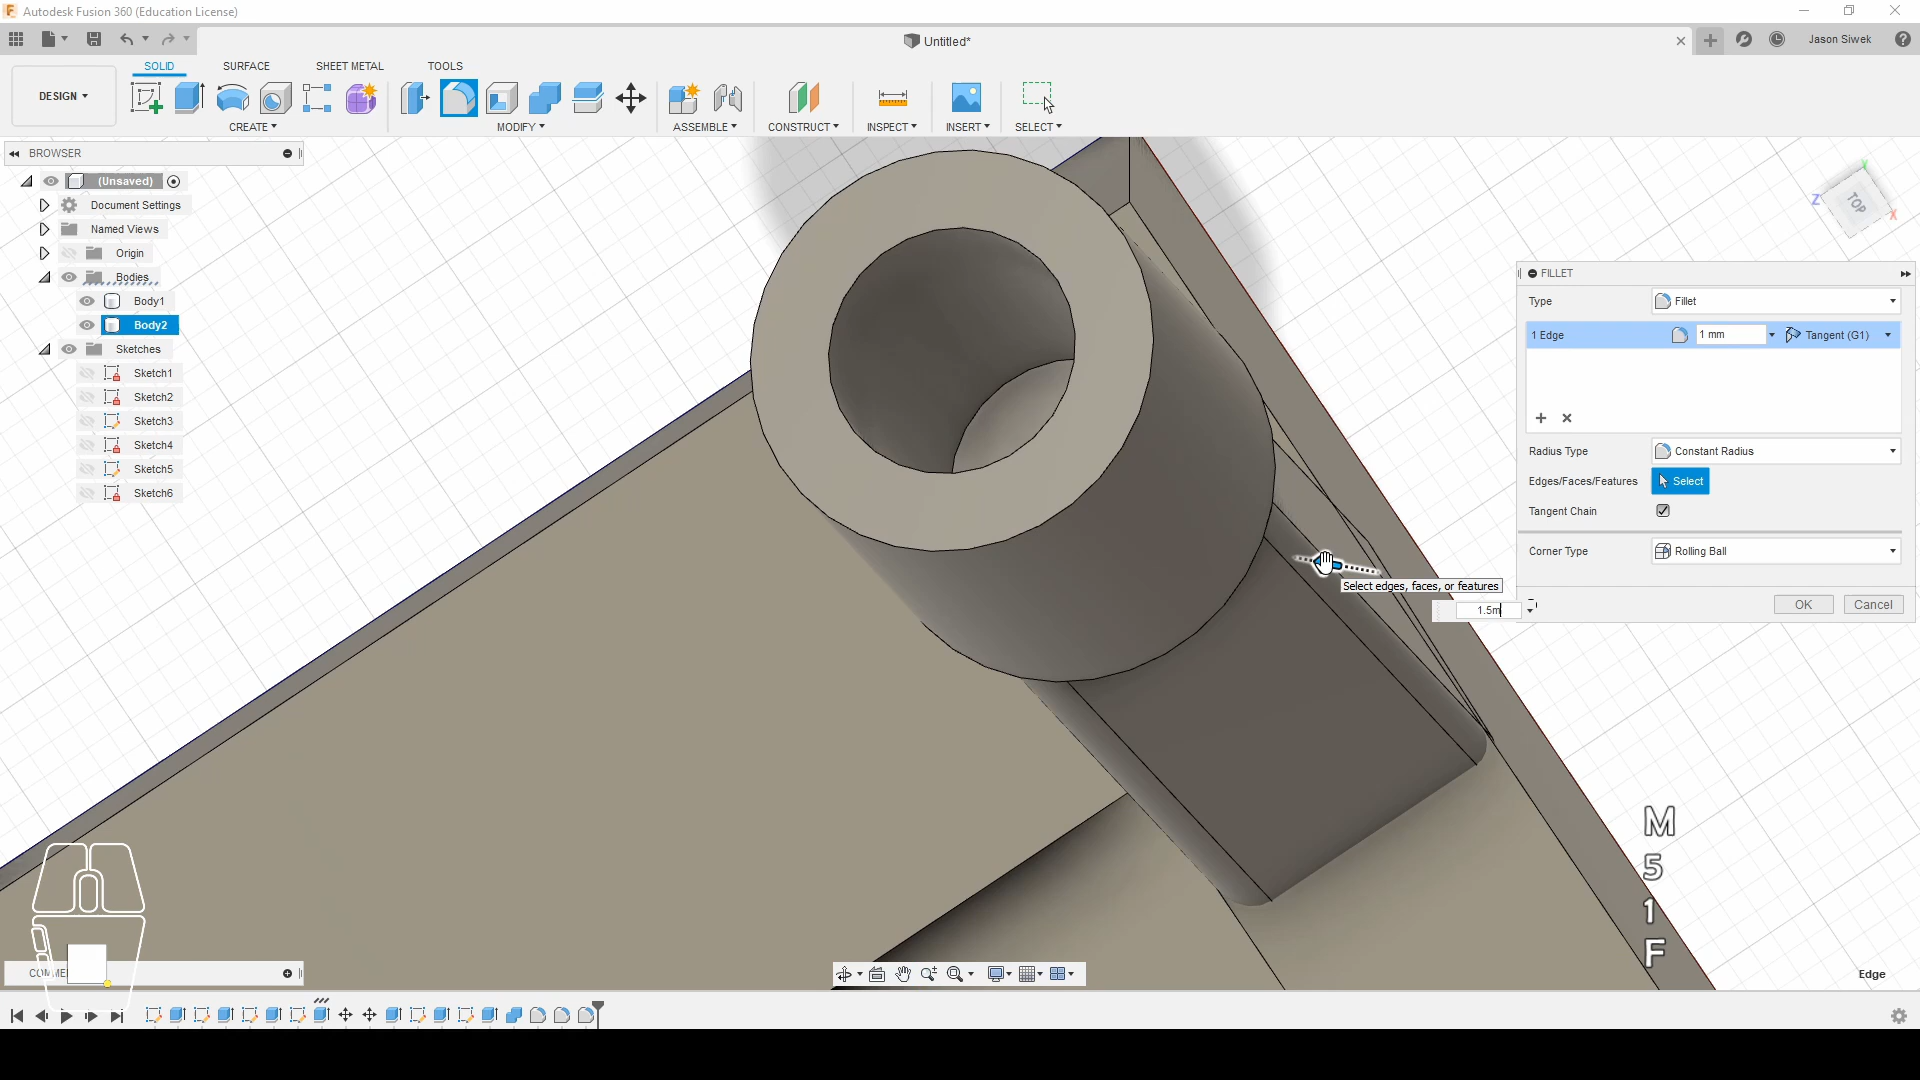 Autodesk Fusion 360 (Education License)
Untitled*
Jason Siwek
SOLID
SURFACE
SHEET METAL
TOOLS
DESIGN
CREATE
MODIFY
ASSEMBLE
CONSTRUCT
INSPECT
INSERT
SELECT
BROWSER
(Unsaved)
Document Settings
Named Views
Origin
Bodies
Body1
Body2
Sketches
Sketch1
Sketch2
Sketch3
Sketch4
Sketch5
Sketch6
Y
Z
TOP
X
FILLET
Type
Fillet
1 Edge
1 mm
Tangent (G1)
Radius Type
Constant Radius
Edges/Faces/Features
Select
Tangent Chain
Corner Type
Rolling Ball
OK
Cancel
Select edges, faces, or features
1.5m
M
5
1
F
Edge